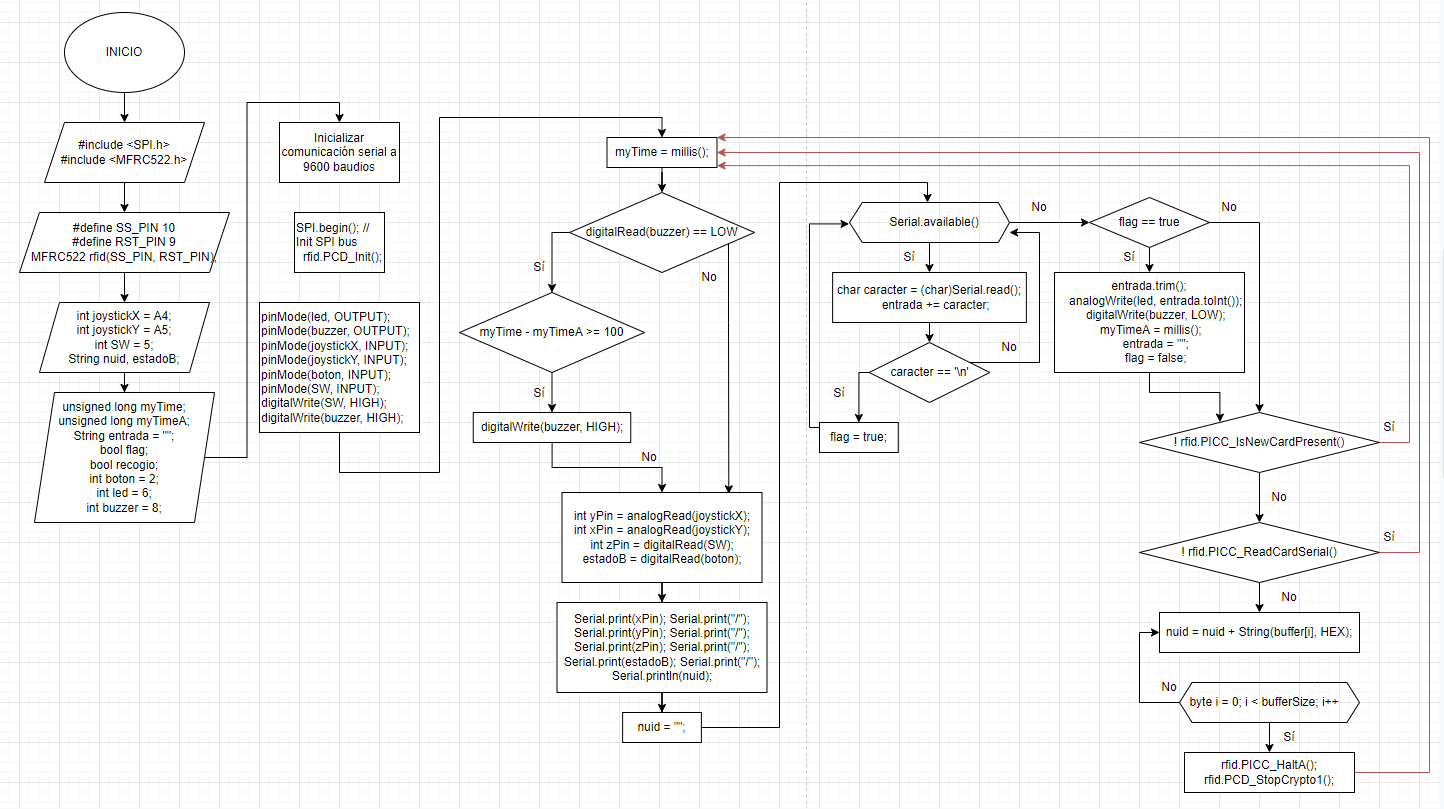 INICIO
#include <SPI.h>
#include <MFRC522.h>
#define SS_PIN 10
#define RST_PIN 9
MFRC522 rfid(SS_PIN, RST_PIN);
int joystickX = A4;
int joystickY = A5;
int SW = 5;
String nuid, estadoB;
unsigned long myTime;
unsigned long myTimeA;
String entrada = "";
bool flag;
bool recogio;
int boton = 2;
int led = 6;
int buzzer = 8;
Inicializar
comunicación serial a
9600 baudios
SPI.begin(); //
Init SPI bus
rfid.PCD_Init();
pinMode(led, OUTPUT);
pinMode(buzzer, OUTPUT);
pinMode(joystickX, INPUT);
pinMode(joystickY, INPUT);
pinMode(boton, INPUT);
pinMode(SW, INPUT);
digitalWrite(SW, HIGH);
digitalWrite(buzzer, HIGH);
myTime = millis();
digitalRead(buzzer) == LOW
Sí
No
myTime - myTimeA >= 100
Sí
digitalWrite(buzzer, HIGH);
No
int yPin = analogRead(joystickX);
int xPin = analogRead(joystickY);
int zPin = digitalRead(SW);
estadoB = digitalRead(boton);
Serial.print(xPin); Serial.print("/");
Serial.print(yPin); Serial.print("/");
Serial.print(zPin); Serial.print("/");
Serial.print(estadoB); Serial.print("/");
Serial.println(nuid);
nuid = "";
Serial.available()
No
Sí
char caracter = (char)Serial.read();
entrada += caracter;
No
caracter == '\n'
Sí
flag = true;
flag == true
No
Sí
entrada.trim();
analogWrite(led, entrada.toInt());
digitalWrite(buzzer, LOW);
myTimeA = millis();
entrada = "";
flag = false;
! rfid.PICC_IsNewCardPresent()
Sí
No
! rfid.PICC_ReadCardSerial()
Sí
No
nuid = nuid + String(buffer[i], HEX);
No
byte i = 0; i < bufferSize; i++
Sí
rfid.PICC_HaltA();
rfid.PCD_StopCrypto1();